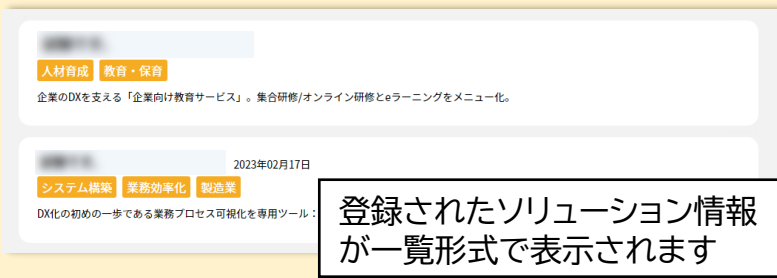 人材育成 教育・保育
企業のDXを支える「企業向け教育サービス」。集合研修/オンライン研修とeラーニングをメニュー化。
2023年02月17日
システム構築 業務効率化 製造業
DX化の初めの一歩である業務プロセス可視化を専用ツール：
登録されたソリューション情報
が一覧形式で表示されます